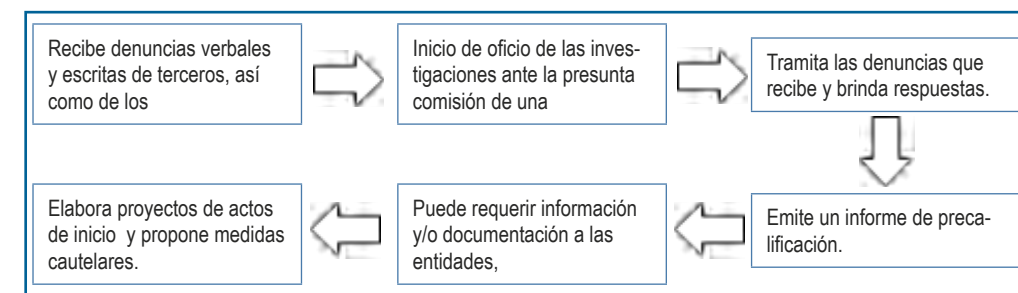 Recibe denuncias verbales
y escritas de terceros, así
como de los
Inicio de oficio de las inves-
tigaciones ante la presunta
comisión de una
Tramita las denuncias que
recibe y brinda respuestas.
Emite un informe de preca-
lificación.
Puede requerir información
y/o documentación a las
entidades,
Elabora proyectos de actos
de inicio y propone medidas
cautelares.